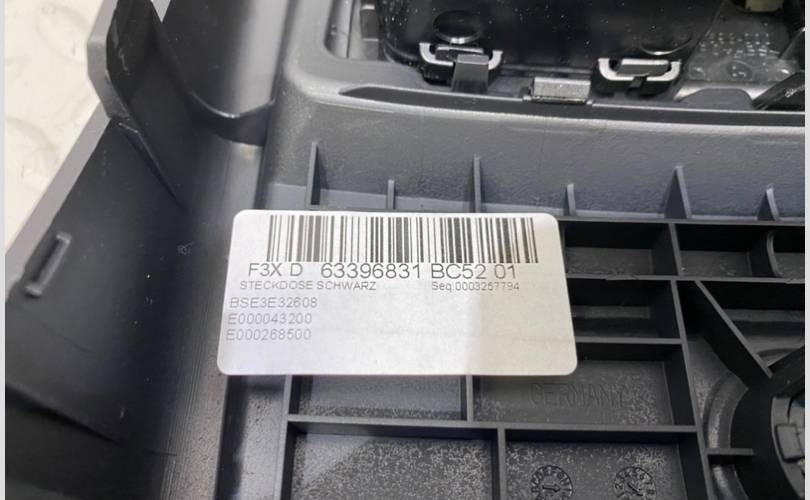 F3X D 63396831 BC52 01
STECKDOSE SCHWARZ Seq.0003257794
BSE3E32608
E000043200
E000268500
GERMANY